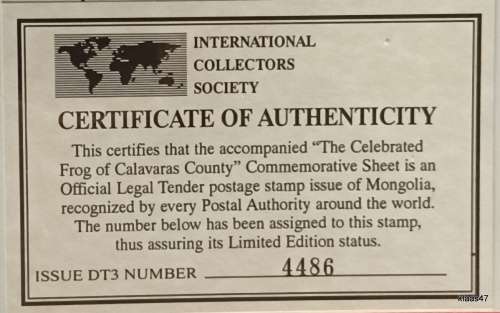 INTERNATIONAL
COLLECTORS
SOCIETY
CERTIFICATE OF AUTHENTICITY
This certifies that the accompanied “The Celebrated
Frog of Calavaras County” Commemorative Sheet is an
Official Legal Tender postage stamp issue of Mongolia,
recognized by every Postal Authority around the world.
The number below has been assigned to this stamp,
thus assuring its Limited Edition status.
ISSUE DT3 NUMBER 4486
xlaas47